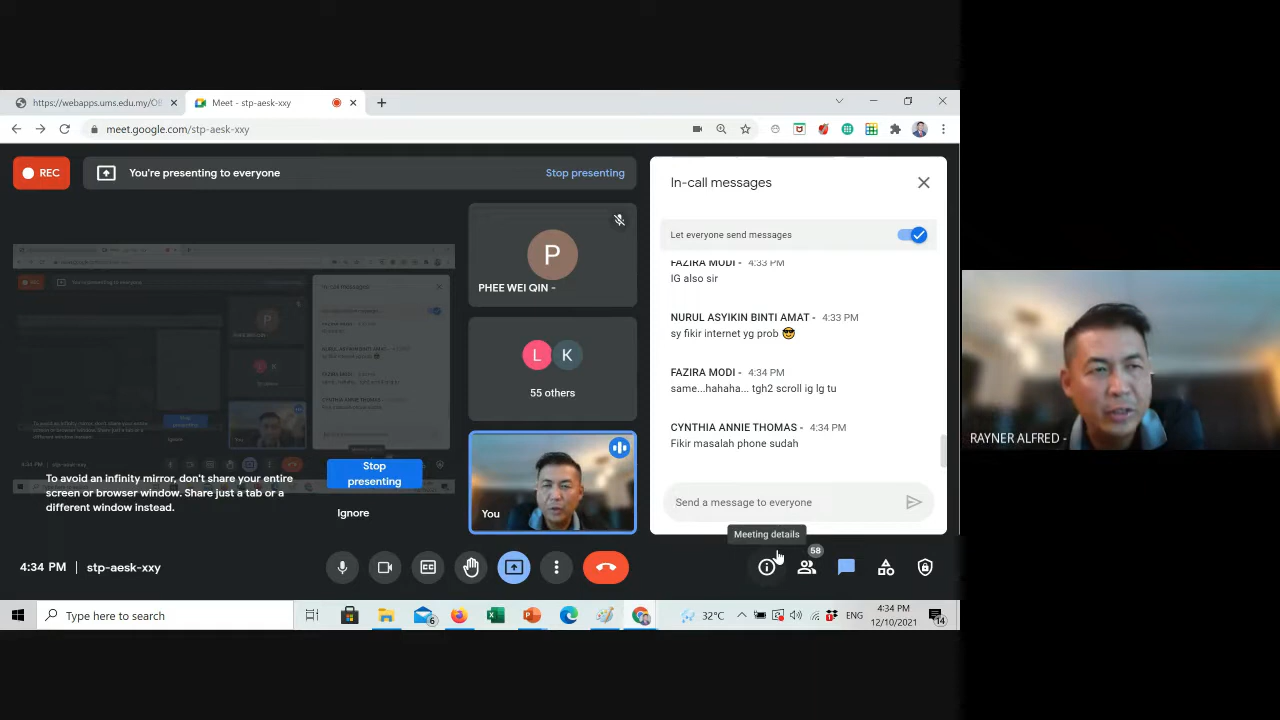 https://webapps.ums.edu.my/Of
Meet - stp-aesk-xxy
meet.google.com/stp-aesk-xxy
REC
You're presenting to everyone
Stop presenting
In-call messages
Let everyone send messages
FAZIRA MODI - 4:33 PM
IG also sir
NURUL ASYIKIN BINTI AMAT - 4:33 PM
sy fikir internet yg prob 😎
FAZIRA MODI - 4:34 PM
same...hahaha... tgh2 scroll ig lg tu
CYNTHIA ANNIE THOMAS - 4:34 PM
Fikir masalah phone sudah
Send a message to everyone
P
PHEE WEI QIN -
L K
55 others
You
To avoid an infinity mirror, don't share your entire
screen or browser window. Share just a tab or a
different window instead.
Stop
presenting
Ignore
Meeting details
58
4:34 PM
stp-aesk-xxy
CC
RAYNER ALFRED -
Type here to search
6
32°C
ENG
4:34 PM
12/10/2021
14